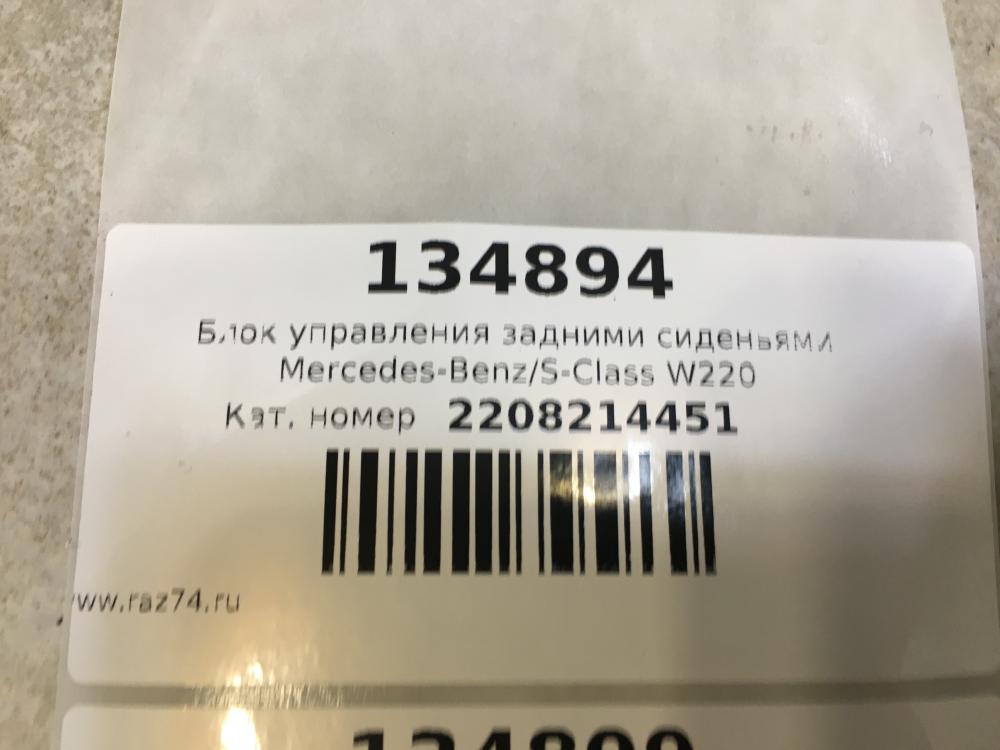 134894
Блок управления задними сиденьями
Mercedes-Benz/S-Class W220
Кат. номер 2208214451
www.raz74.ru